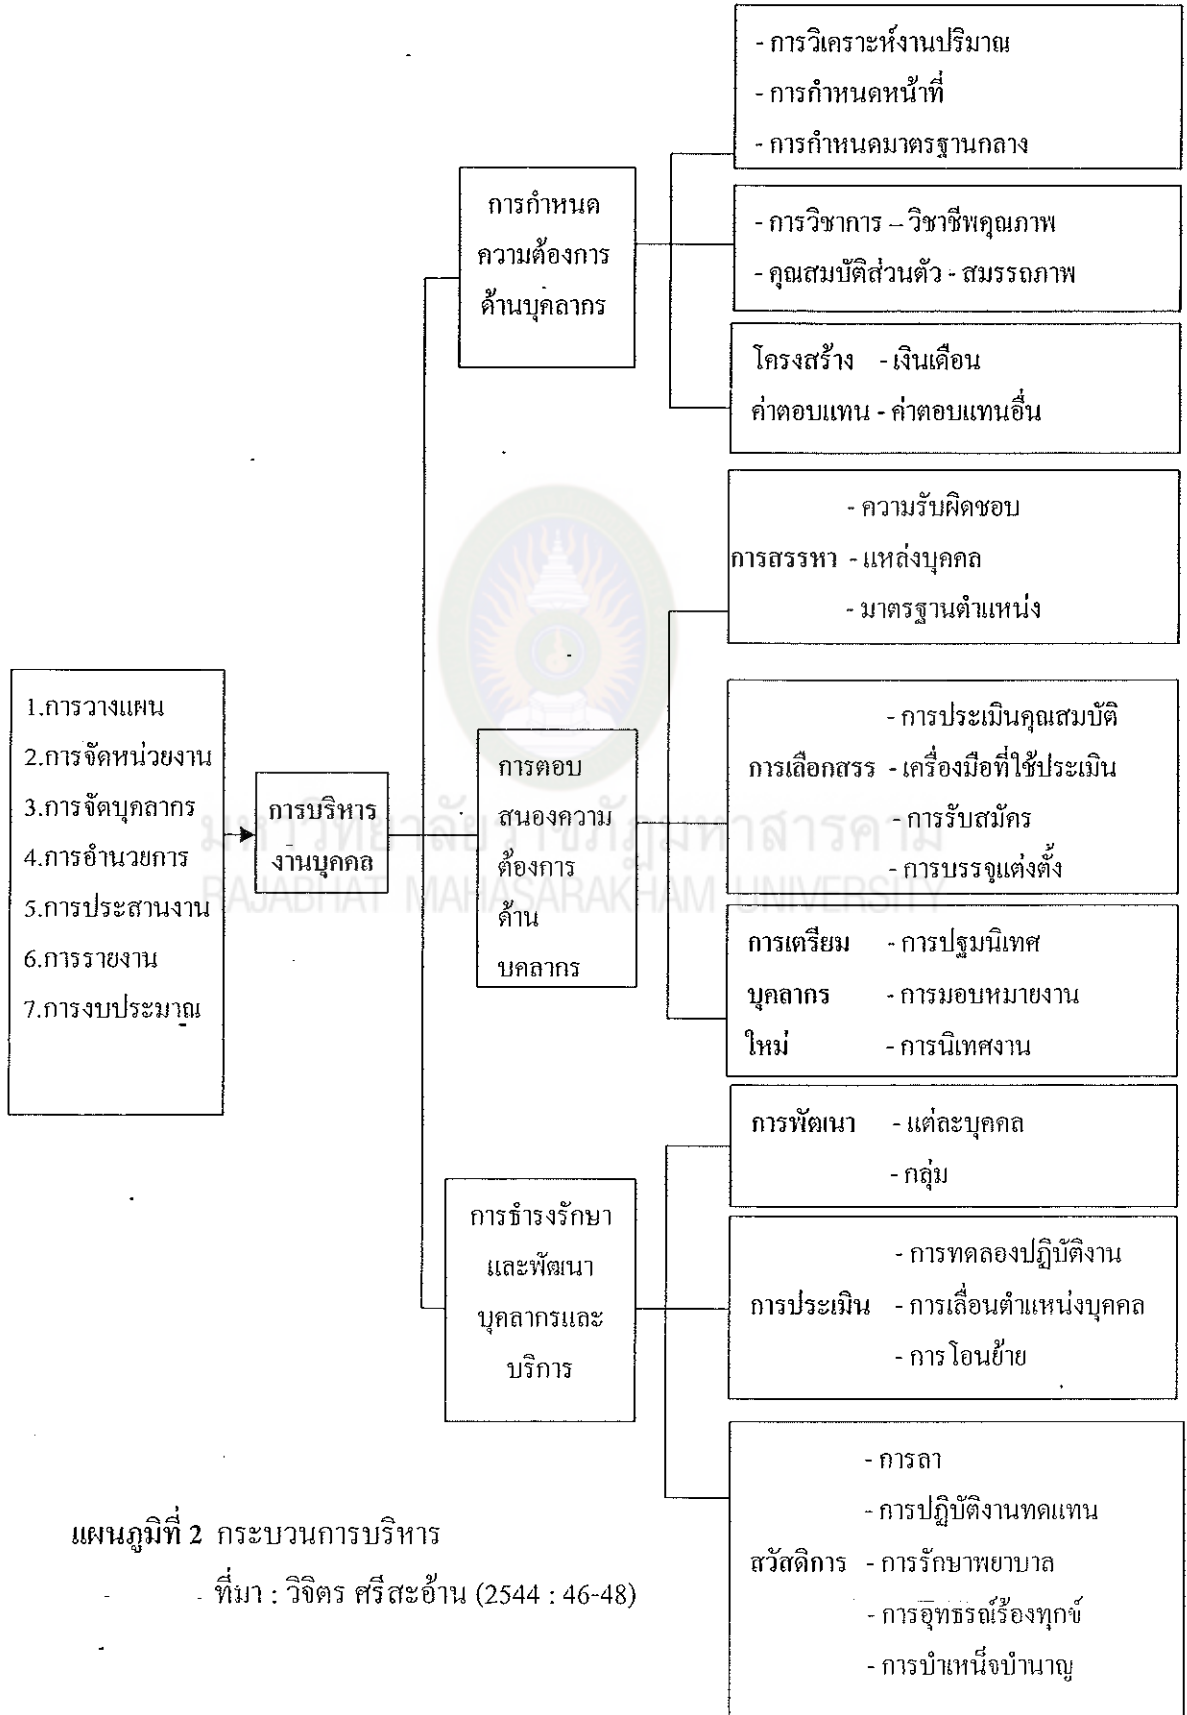 - การวิเคราะห์งานปริมาณ
- การกำหนดหน้าที่
- การกำหนดมาตรฐานกลาง
การกำหนด
ความต้องการ
ด้านบุคลากร
- การวิชาการ – วิชาชีพคุณภาพ
- คุณสมบัติส่วนตัว - สมรรถภาพ
โครงสร้าง - เงินเดือน
ค่าตอบแทน - ค่าตอบแทนอื่น
- ความรับผิดชอบ
การสรรหา - แหล่งบุคคล
- มาตรฐานตำแหน่ง
1.การวางแผน
2.การจัดหน่วยงาน
3.การจัดบุคลากร
4.การอำนวยการ
5.การประสานงาน
6.การรายงาน
7.การงบประมาณ
การบริหาร
งานบุคคล
การตอบ
สนองความ
ต้องการ
ด้าน
บคลากร
- การประเมินคุณสมบัติ
การเลือกสรร - เครื่องมือที่ใช้ประเมิน
- การรับสมัคร
- การบรรจุแต่งตั้ง
มหาวิทยาลัยราชภัฏมหาสารคาม
RAJABHAT MAHASARAKHAM UNIVERSITY
การเตรียม - การปฐมนิเทศ
บุคลากร - การมอบหมายงาน
ใหม่ - การนิเทศงาน
การพัฒนา - แต่ละบุคคล
- กลุ่ม
การธำรงรักษา
และพัฒนา
บุคลากรและ
บริการ
- การทดลองปฏิบัติงาน
การประเมิน - การเลื่อนตำแหน่งบุคคล
- การโอนย้าย
- การลา
- การปฏิบัติงานทดแทน
สวัสดิการ - การรักษาพยาบาล
- การอุทธรณ์ร้องทุกข์
- การบำเหน็จบำนาญ
แผนภูมิที่ 2 กระบวนการบริหาร
ที่มา : วิจิตร ศรีสะอ้าน (2544 : 46-48)